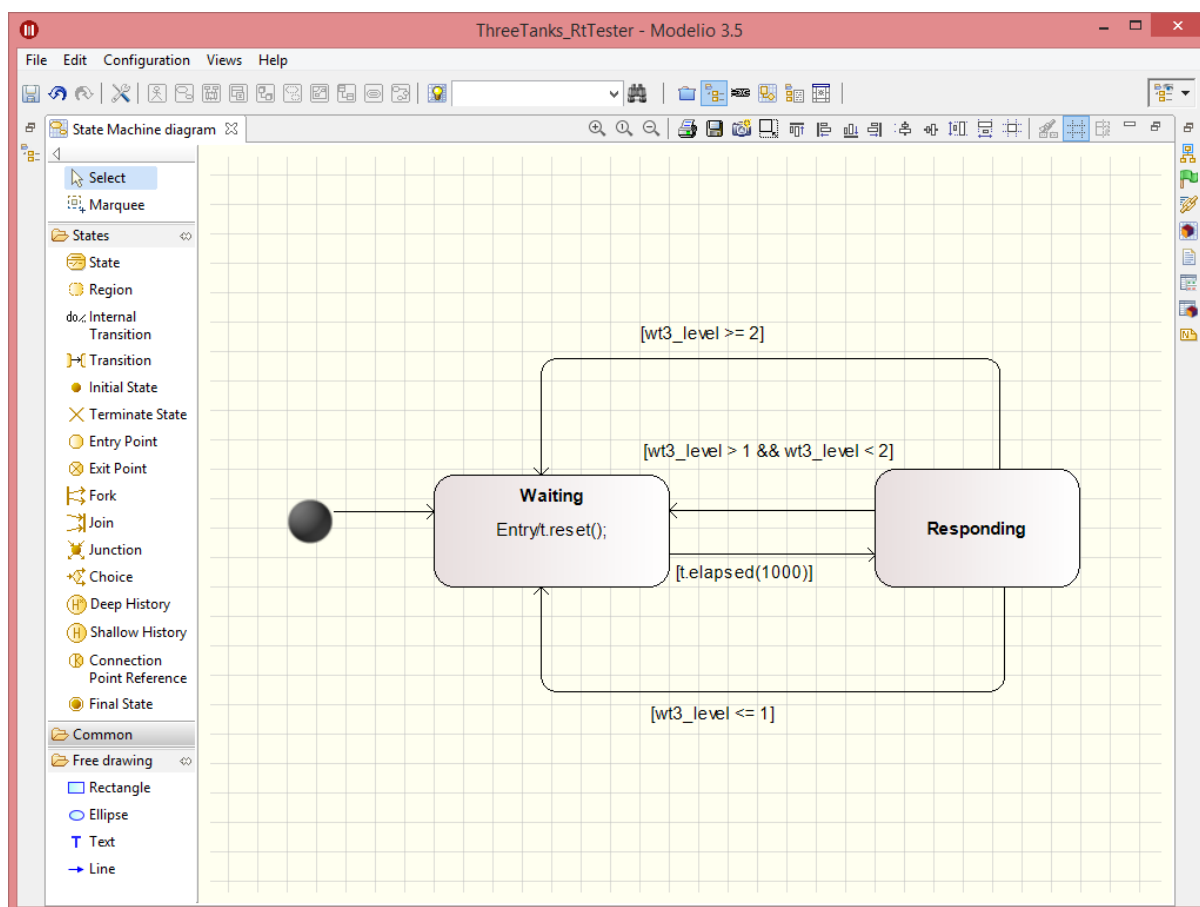 ThreeTanks_RtTester - Modelio 3.5
File Edit Configuration Views Help
State Machine diagram
Select
Marquee
States
State
Region
do
Internal
Transition
Transition
Initial State
Terminate State
Entry Point
Exit Point
Fork
Join
Junction
Choice
H* Deep History
H Shallow History
Connection
Point Reference
Final State
Common
Free drawing
Rectangle
Ellipse
T Text
Line
[wt3_level >= 2]
[wt3_level > 1 && wt3_level < 2]
Waiting
Entry/t.reset();
Responding
[t.elapsed(1000)]
[wt3_level <= 1]
N